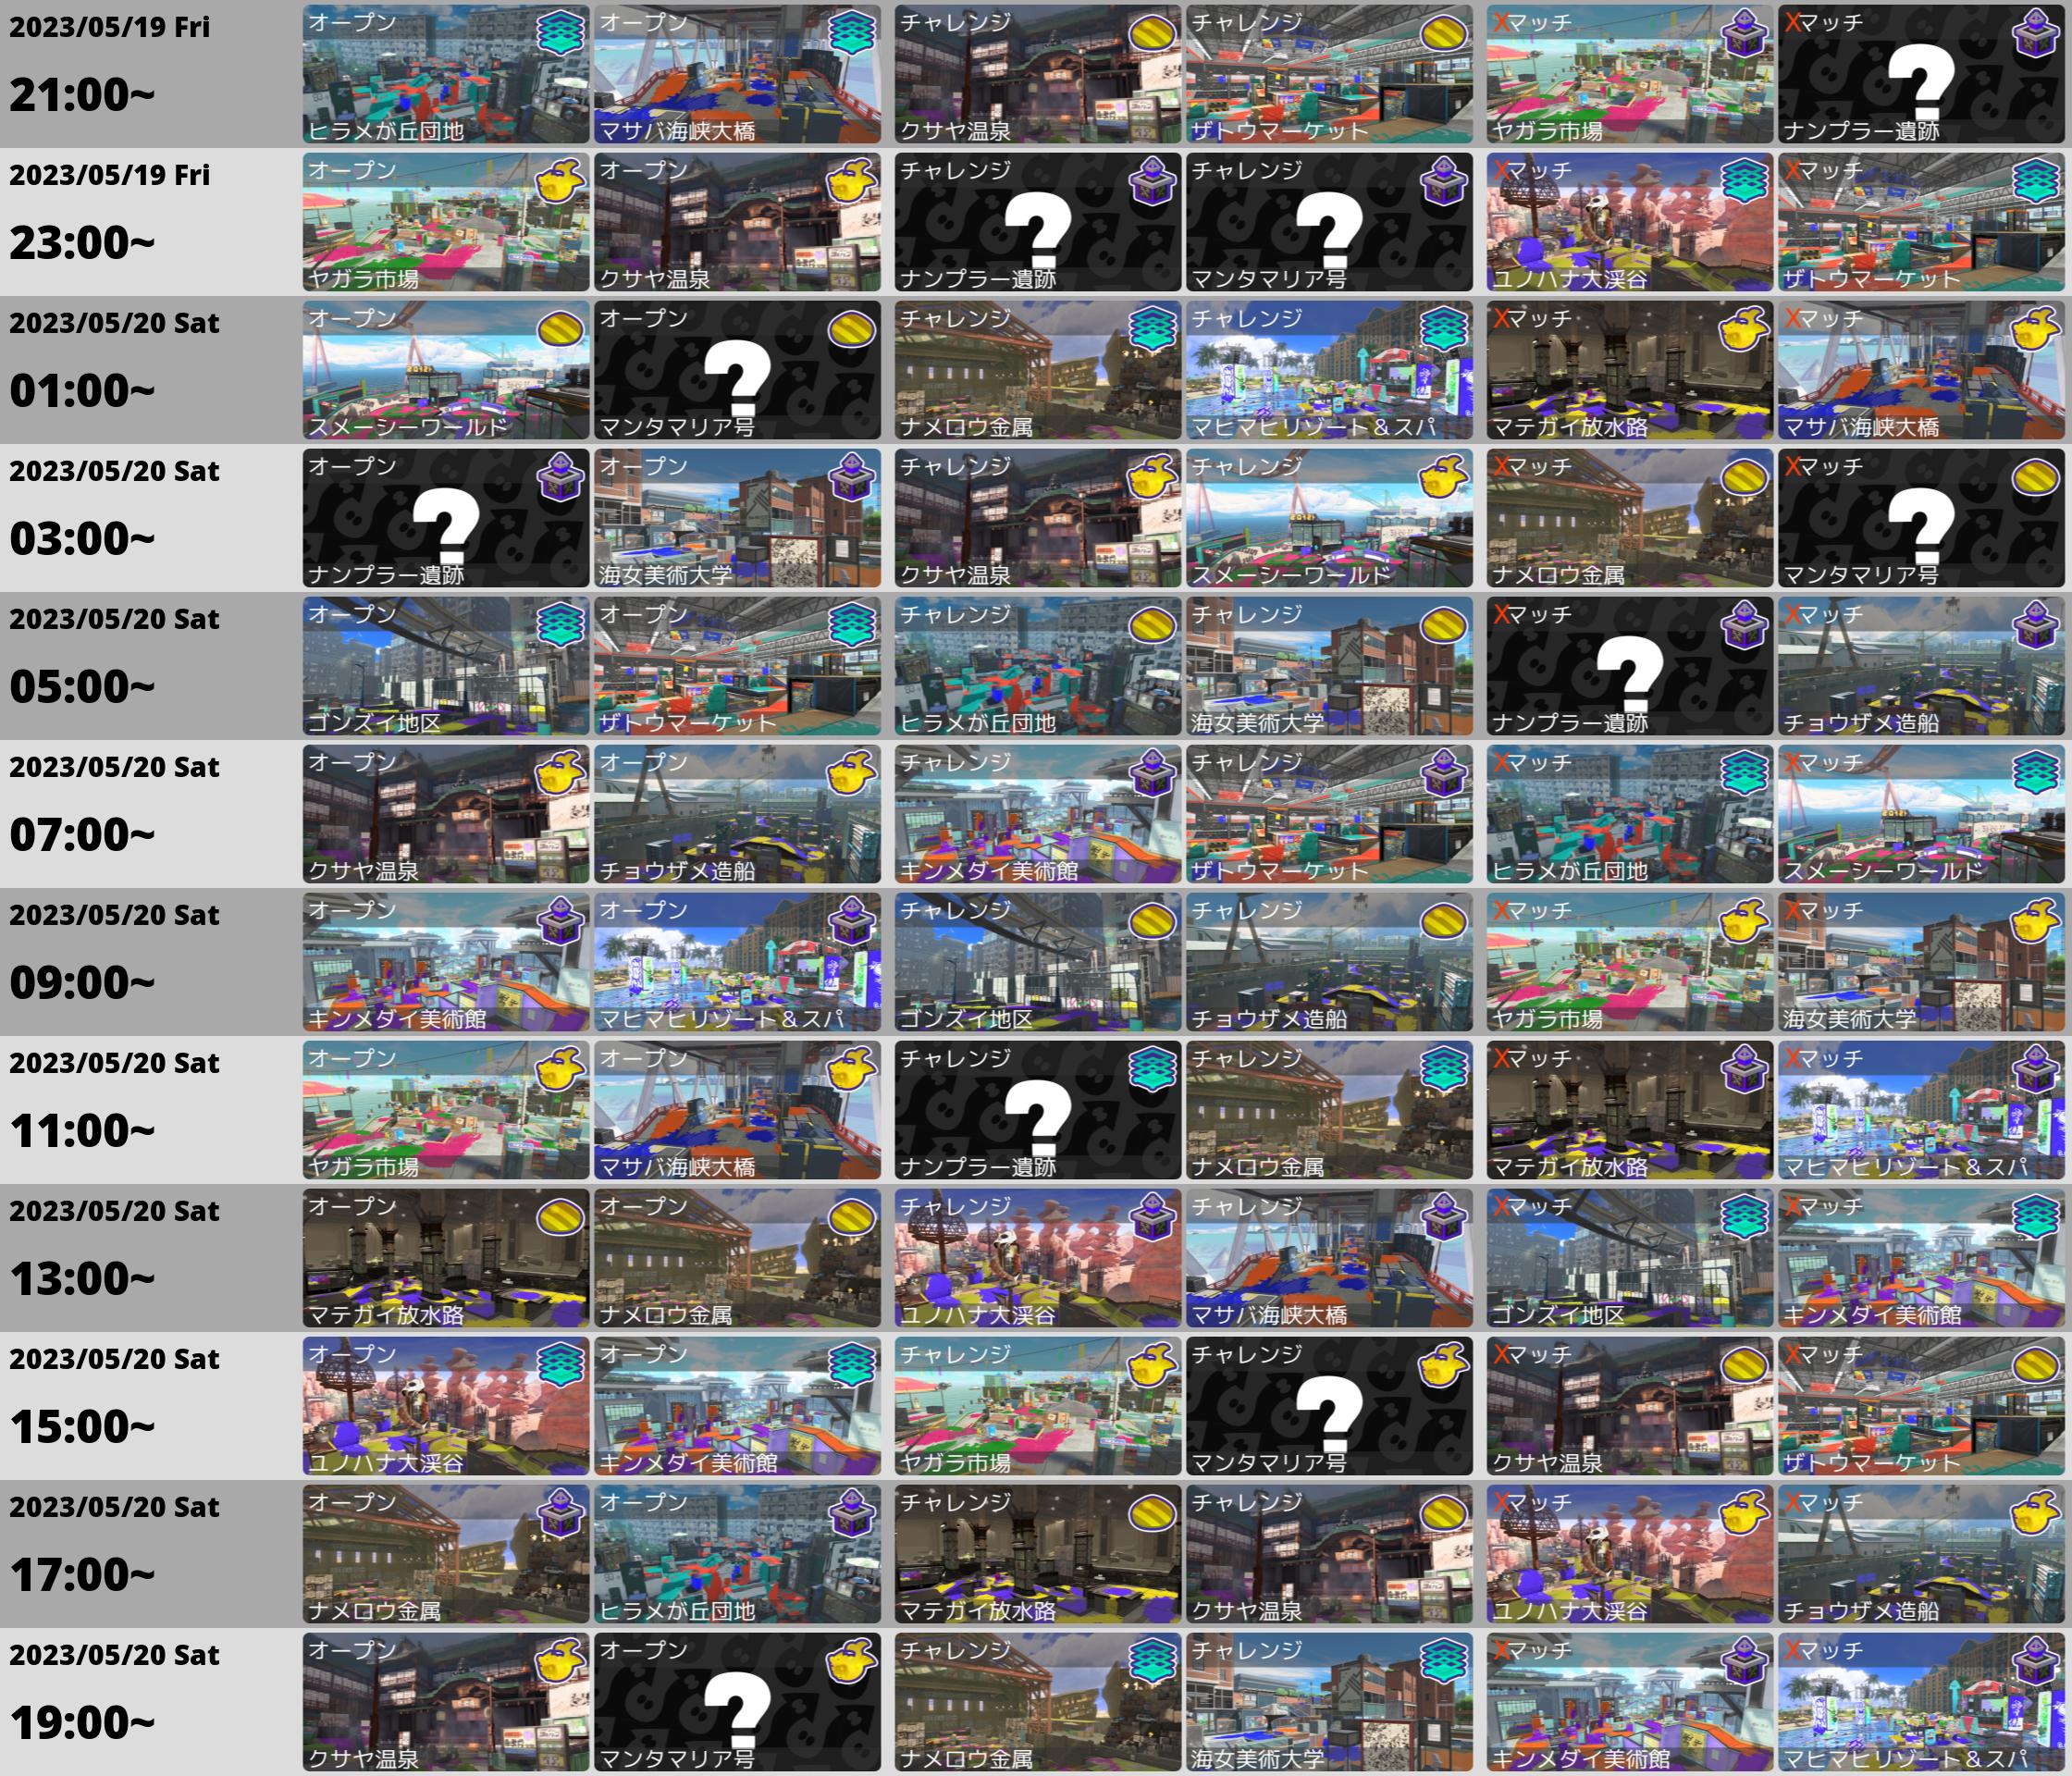 2023/05/19 Fri
21:00~
オープン
オープン
チャレンジ
チャレンジ
Xマッチ
Xマッチ
ヒラメが丘団地
マサバ海峡大橋
クサヤ温泉
ザトウマーケット
ヤガラ市場
ナンプラー遺跡
2023/05/19 Fri
23:00~
オープン
オープン
チャレンジ
チャレンジ
Xマッチ
Xマッチ
ヤガラ市場
クサヤ温泉
ナンプラー遺跡
マンタマリア号
ユノハナ大渓谷
ザトウマーケット
2023/05/20 Sat
01:00~
オープン
オープン
チャレンジ
チャレンジ
Xマッチ
Xマッチ
スメーシーワールド
マンタマリア号
ナメロウ金属
マヒマヒリゾート&スパ
マテガイ放水路
マサバ海峡大橋
2023/05/20 Sat
03:00~
オープン
オープン
チャレンジ
チャレンジ
Xマッチ
Xマッチ
ナンプラー遺跡
海女美術大学
クサヤ温泉
スメーシーワールド
ナメロウ金属
マンタマリア号
2023/05/20 Sat
05:00~
オープン
オープン
チャレンジ
チャレンジ
Xマッチ
Xマッチ
ゴンズイ地区
ザトウマーケット
ヒラメが丘団地
海女美術大学
ナンプラー遺跡
チョウザメ造船
2023/05/20 Sat
07:00~
オープン
オープン
チャレンジ
チャレンジ
Xマッチ
Xマッチ
クサヤ温泉
チョウザメ造船
キンメダイ美術館
ザトウマーケット
ヒラメが丘団地
スメーシーワールド
2023/05/20 Sat
09:00~
オープン
オープン
チャレンジ
チャレンジ
Xマッチ
Xマッチ
キンメダイ美術館
マヒマヒリゾート&スパ
ゴンズイ地区
チョウザメ造船
ヤガラ市場
海女美術大学
2023/05/20 Sat
11:00~
オープン
オープン
チャレンジ
チャレンジ
Xマッチ
Xマッチ
ヤガラ市場
マサバ海峡大橋
ナンプラー遺跡
ナメロウ金属
マテガイ放水路
マヒマヒリゾート&スパ
2023/05/20 Sat
13:00~
オープン
オープン
チャレンジ
チャレンジ
Xマッチ
Xマッチ
マテガイ放水路
ナメロウ金属
ユノハナ大渓谷
マサバ海峡大橋
ゴンズイ地区
キンメダイ美術館
2023/05/20 Sat
15:00~
オープン
オープン
チャレンジ
チャレンジ
Xマッチ
Xマッチ
ユノハナ大渓谷
キンメダイ美術館
ヤガラ市場
マンタマリア号
クサヤ温泉
ザトウマーケット
2023/05/20 Sat
17:00~
オープン
オープン
チャレンジ
チャレンジ
Xマッチ
Xマッチ
ナメロウ金属
ヒラメが丘団地
マテガイ放水路
クサヤ温泉
ユノハナ大渓谷
チョウザメ造船
2023/05/20 Sat
19:00~
オープン
オープン
チャレンジ
チャレンジ
Xマッチ
Xマッチ
クサヤ温泉
マンタマリア号
ナメロウ金属
海女美術大学
キンメダイ美術館
マヒマヒリゾート&スパ